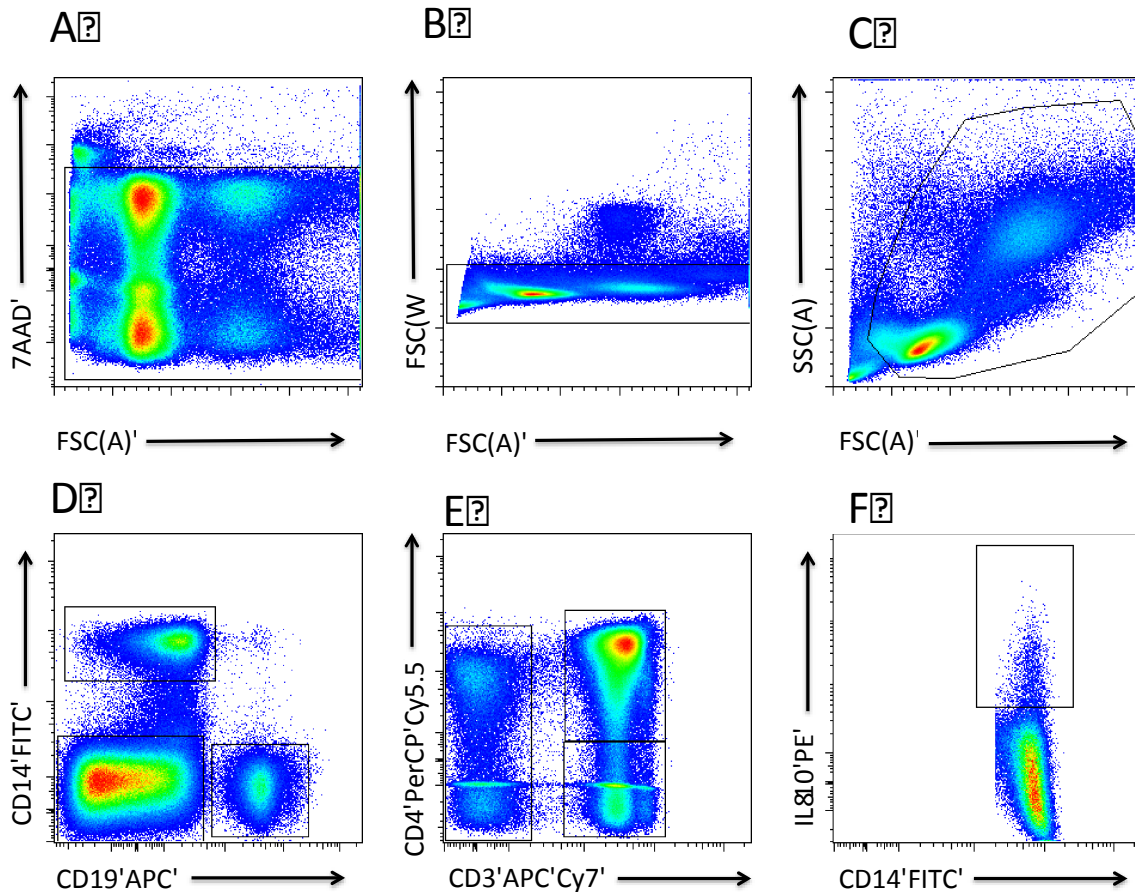 A⍰
B⍰
C⍰
7AAD'
FSC(A)'
FSC(W
FSC(A)'
SSC(A)
FSC(A)'
D⍰
E⍰
F⍰
CD14'FITC'
CD19'APC'
CD4'PerCP'Cy5.5
CD3'APC'Cy7'
CD14'FITC'